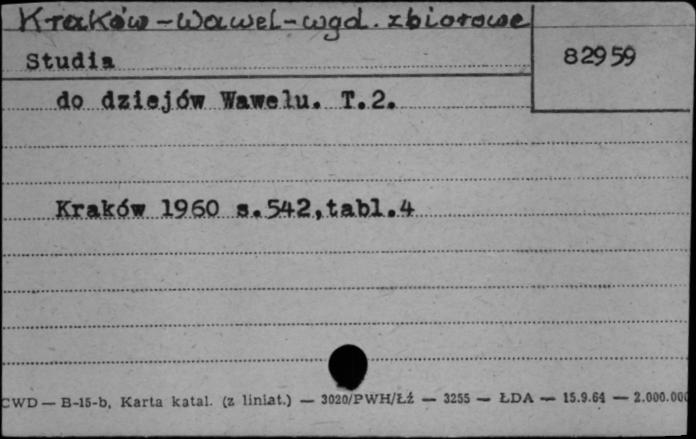 Kraków - Wawel - wyd. zbiorowe
82959
Studia
do dziejów Wawelu. T.2.
Kraków 1960 s.542,tabl.4
CWD — B-15-b, Karta katal. (z liniat.) — 3020/PWH/Łź — 3255 — ŁDA — 15.9.64 — 2.000.000